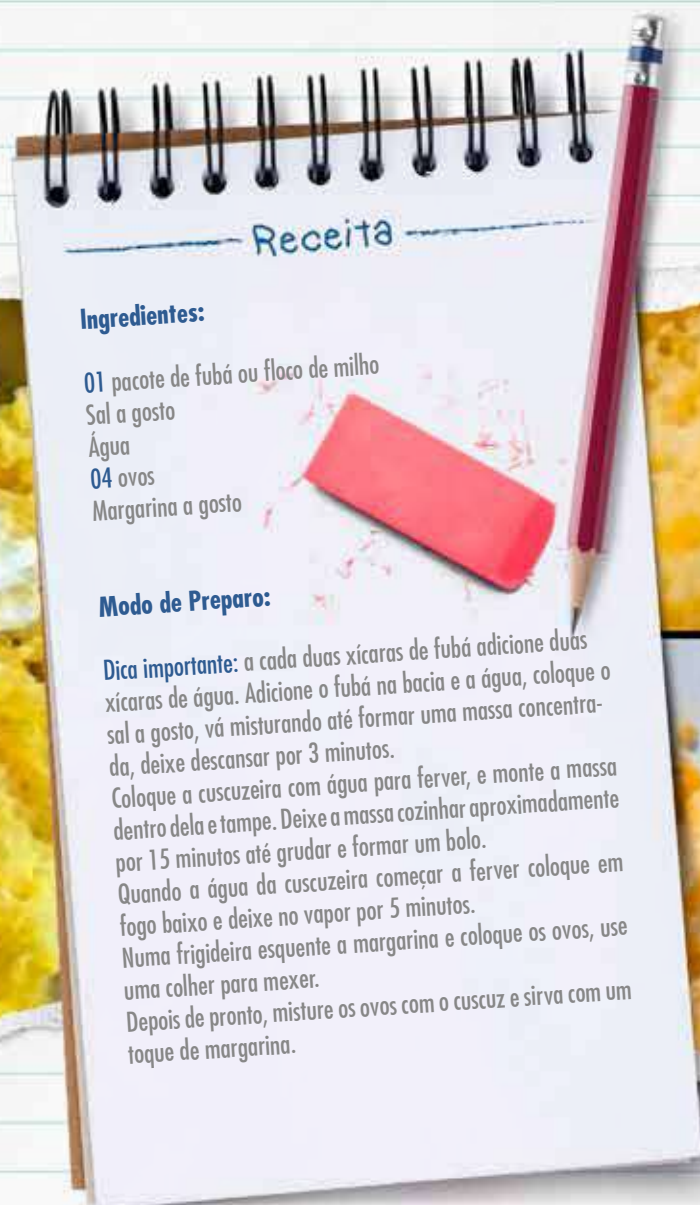 Receita
Ingredientes:
01 pacote de fubá ou floco de milho
Sal a gosto
Água
04 ovos
Margarina a gosto
Modo de Preparo:
Dica importante: a cada duas xícaras de fubá adicione duas
xícaras de água. Adicione o fubá na bacia e a água, coloque o
sal a gosto, vá misturando até formar uma massa concentra-
da, deixe descansar por 3 minutos.
Coloque a cuscuzeira com água para ferver, e monte a massa
dentro dela e tampe. Deixe a massa cozinhar aproximadamente
por 15 minutos até grudar e formar um bolo.
Quando a água da cuscuzeira começar a ferver coloque em
fogo baixo e deixe no vapor por 5 minutos.
Numa frigideira esquente a margarina e coloque os ovos, use
uma colher para mexer.
Depois de pronto, misture os ovos com o cuscuz e sirva com um
toque de margarina.